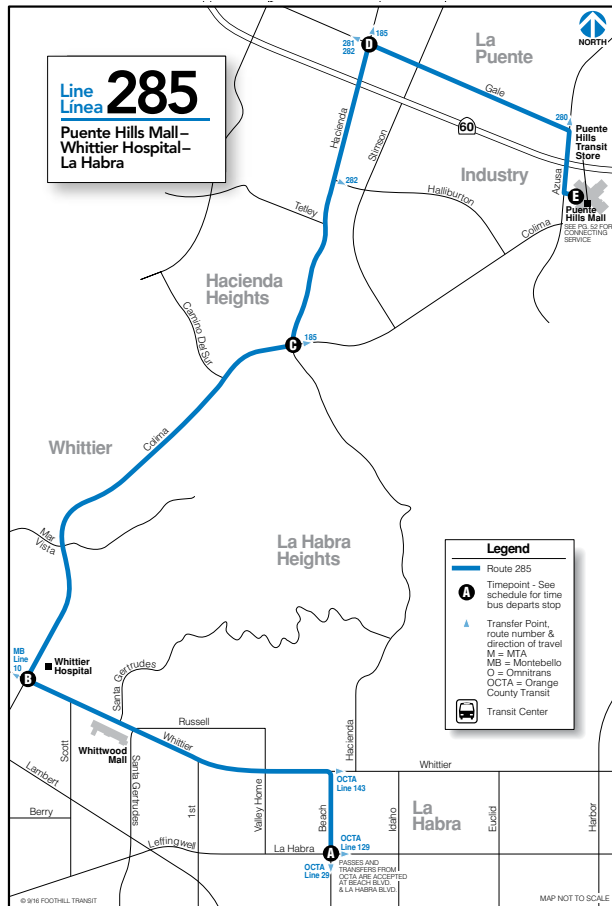 Line
Línea
285
Puente Hills Mall–
Whittier Hospital–
La Habra
281
282
185
D
La
Puente
NORTH
Gale
Hacienda
Stimson
60
280
Puente
Hills
Transit
Store
Industry
Azusa
282
Halliburton
E
Puente
Hills Mall
SEE PG. 52 FOR
CONNECTING
SERVICE
Tetley
Colima
Hacienda
Heights
Camino Del Sur
C
185
Whittier
Colima
Mar
Vista
La Habra
Heights
MB
Line
10
B
Whittier
Hospital
Santa Gertrudes
Russell
Whittier
Scott
Whittwood
Mall
Santa Gertrudes
Lambert
Berry
1st
Valley Home
Hacienda
Whittier
OCTA
Line 143
Beach
Idaho
La
Habra
Euclid
Harbor
Leffingwell
La Habra
A
OCTA
Line 129
OCTA
Line 29
PASSES AND
TRANSFERS FROM
OCTA ARE ACCEPTED
AT BEACH BLVD.
& LA HABRA BLVD.
Legend
Route 285
A
Timepoint - See
schedule for time
bus departs stop
Transfer Point,
route number &
direction of travel
M = MTA
MB = Montebello
O = Omnitrans
OCTA = Orange
County Transit
Transit Center
© 9/16 FOOTHILL TRANSIT
MAP NOT TO SCALE